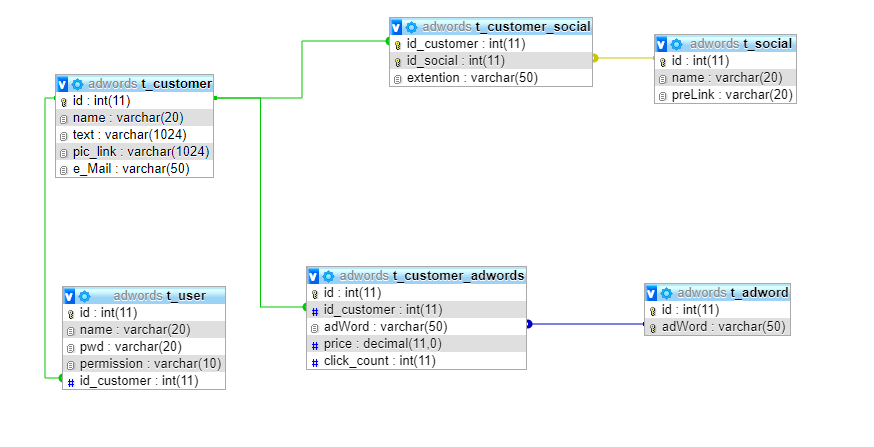 adwords t_customer_social
id_customer : int(11)
id_social : int(11)
extention : varchar(50)
adwords t_social
id : int(11)
name : varchar(20)
preLink : varchar(20)
adwords t_customer
id : int(11)
name : varchar(20)
text : varchar(1024)
pic_link : varchar(1024)
e_Mail : varchar(50)
adwords t_user
id : int(11)
name : varchar(20)
pwd : varchar(20)
permission : varchar(10)
# id_customer : int(11)
adwords t_customer_adwords
id : int(11)
# id_customer : int(11)
adWord : varchar(50)
# price : decimal(11,0)
# click_count : int(11)
adwords t_adword
id : int(11)
adWord : varchar(50)